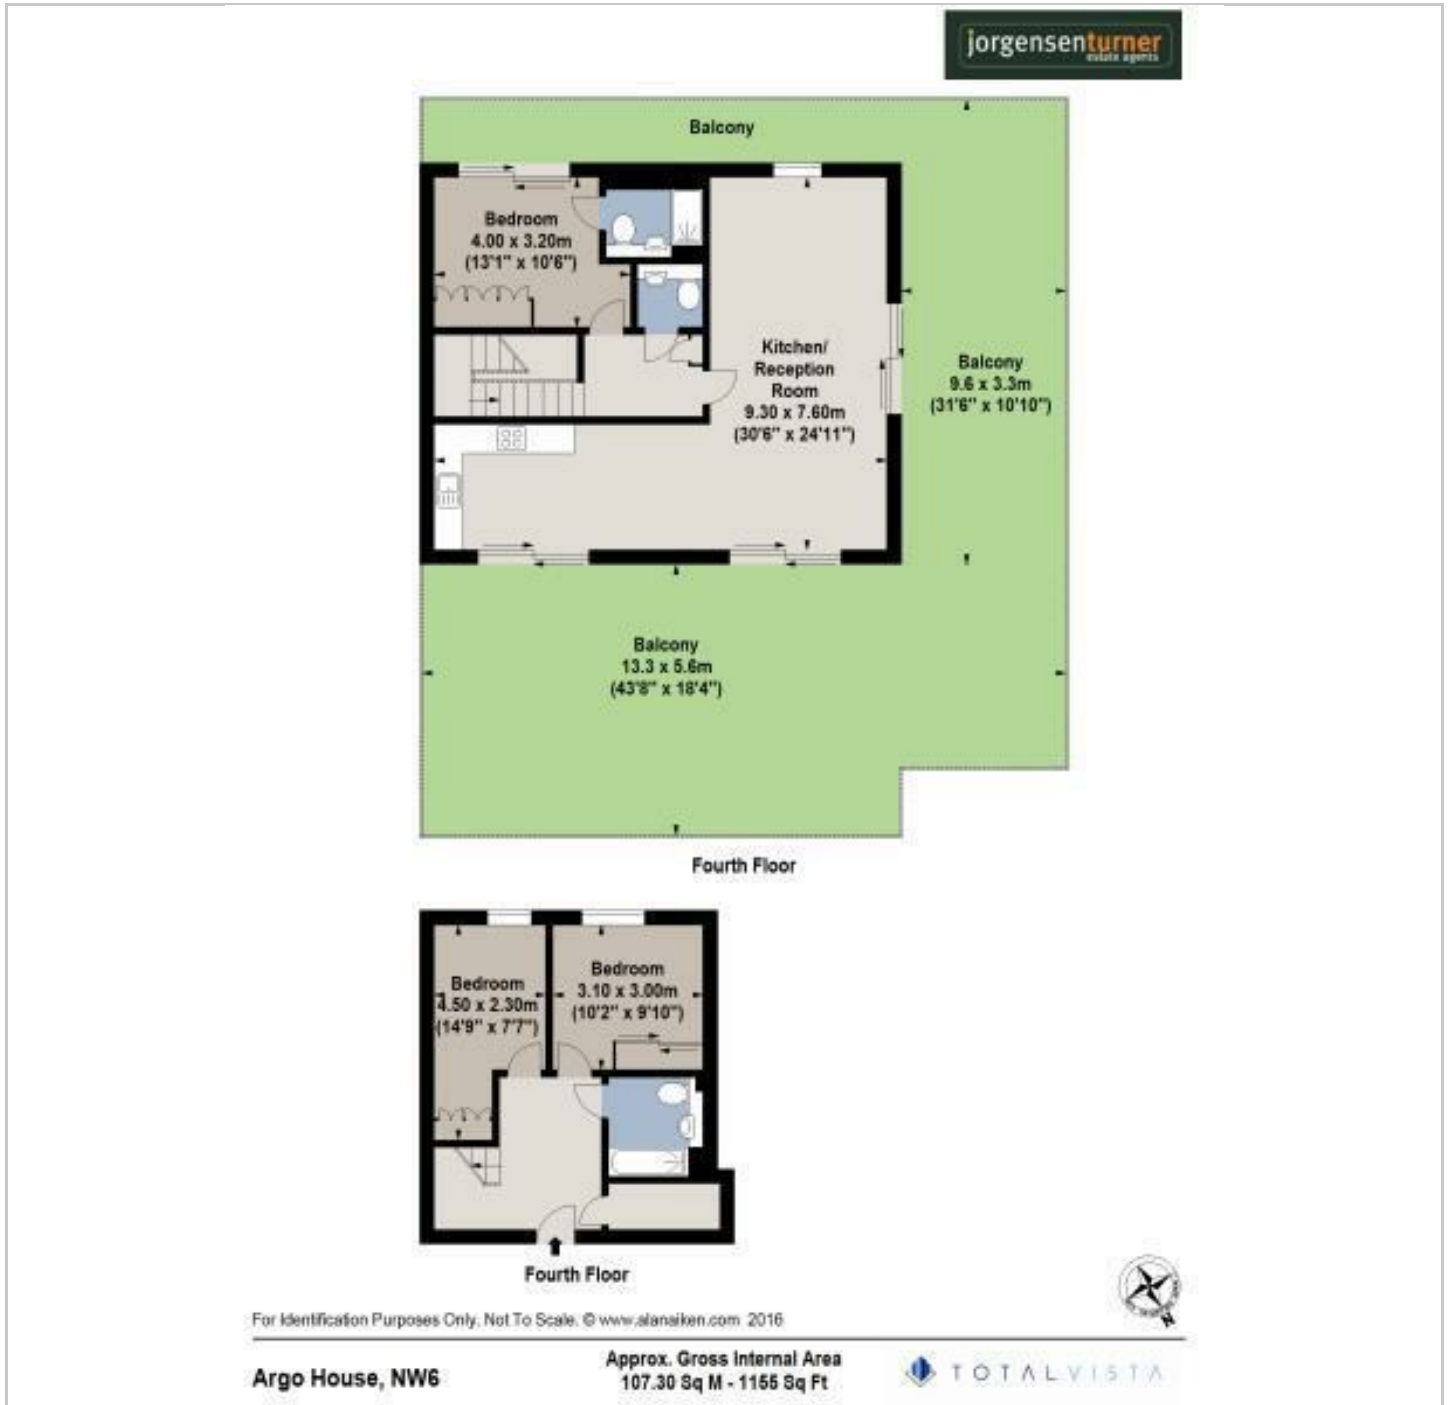 jorgensenturner
estate agents
Balcony
Bedroom
4.00 x 3.20m
(13'1" x 10'6")
Kitchen/
Reception
Room
9.30 x 7.60m
(30'6" x 24'11")
Balcony
9.6 x 3.3m
(31'6" x 10'10")
Balcony
13.3 x 5.6m
(43'8" x 18'4")
Fourth Floor
Bedroom
4.50 x 2.30m
(14'9" x 7'7")
Bedroom
3.10 x 3.00m
(10'2" x 9'10")
Fourth Floor
N
For Identification Purposes Only. Not To Scale. © www.alanaiken.com 2016
Argo House, NW6
Approx. Gross Internal Area
107.30 Sq M - 1155 Sq Ft
TOTALVISTA